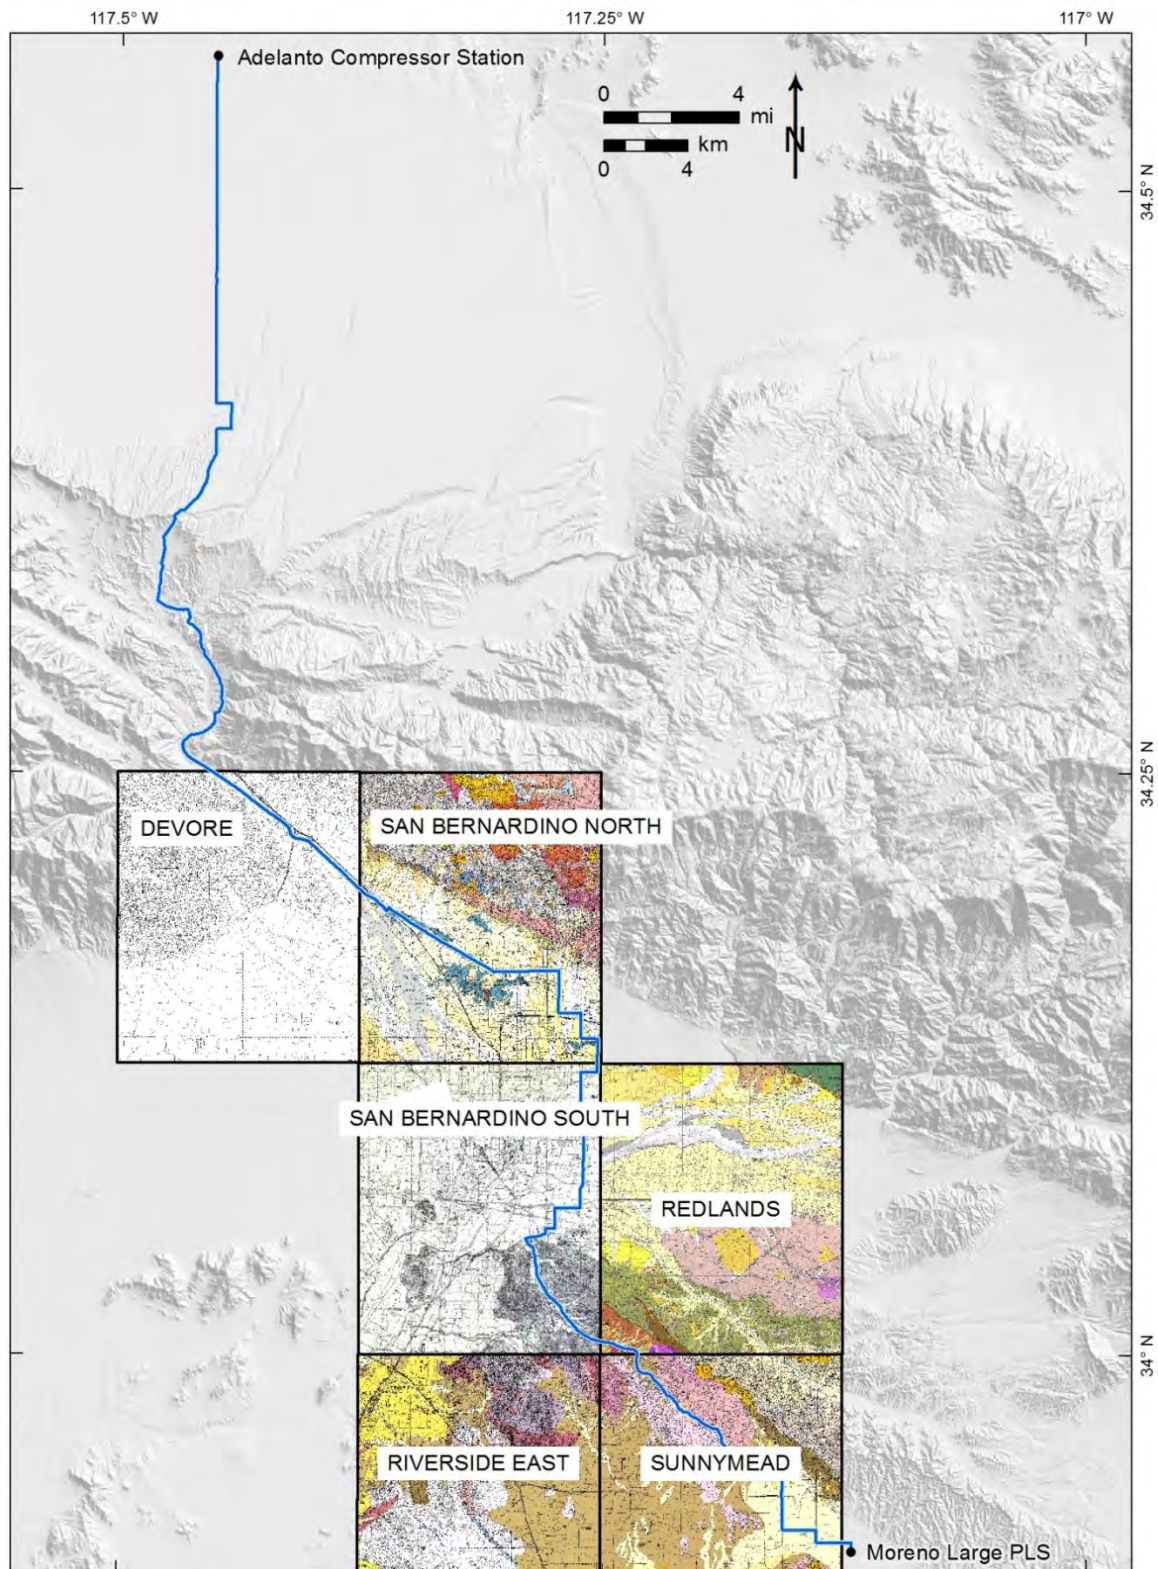 117.5° W
117.25° W
117° W
Adelanto Compressor Station
0 4
mi
km
0 4
N
34.5° N
34.25° N
DEVORE
SAN BERNARDINO NORTH
SAN BERNARDINO SOUTH
REDLANDS
34° N
RIVERSIDE EAST
SUNNYMEAD
Moreno Large PLS